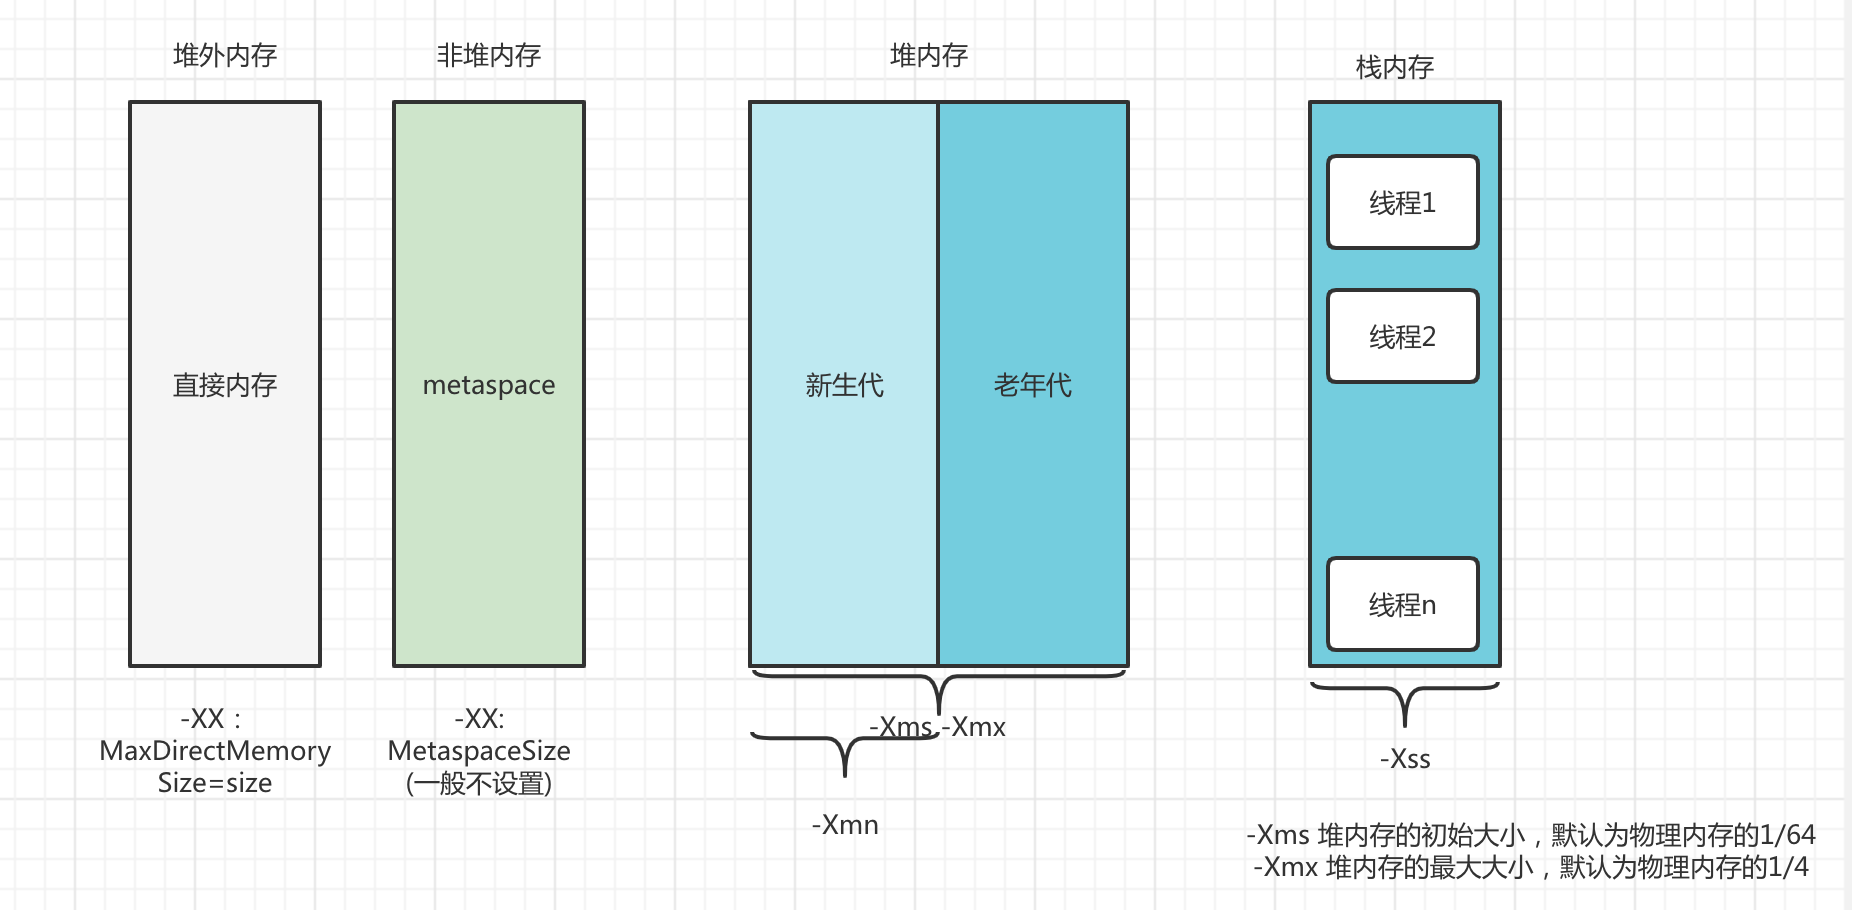 堆外内存
非堆内存
堆内存
栈内存
直接内存
metaspace
新生代
老年代
线程1
线程2
线程n
-XX：
MaxDirectMemory
Size=size
-XX:
MetaspaceSize
(一般不设置)
-Xms -Xmx
-Xmn
-Xss
-Xms 堆内存的初始大小，默认为物理内存的1/64
-Xmx 堆内存的最大大小，默认为物理内存的1/4